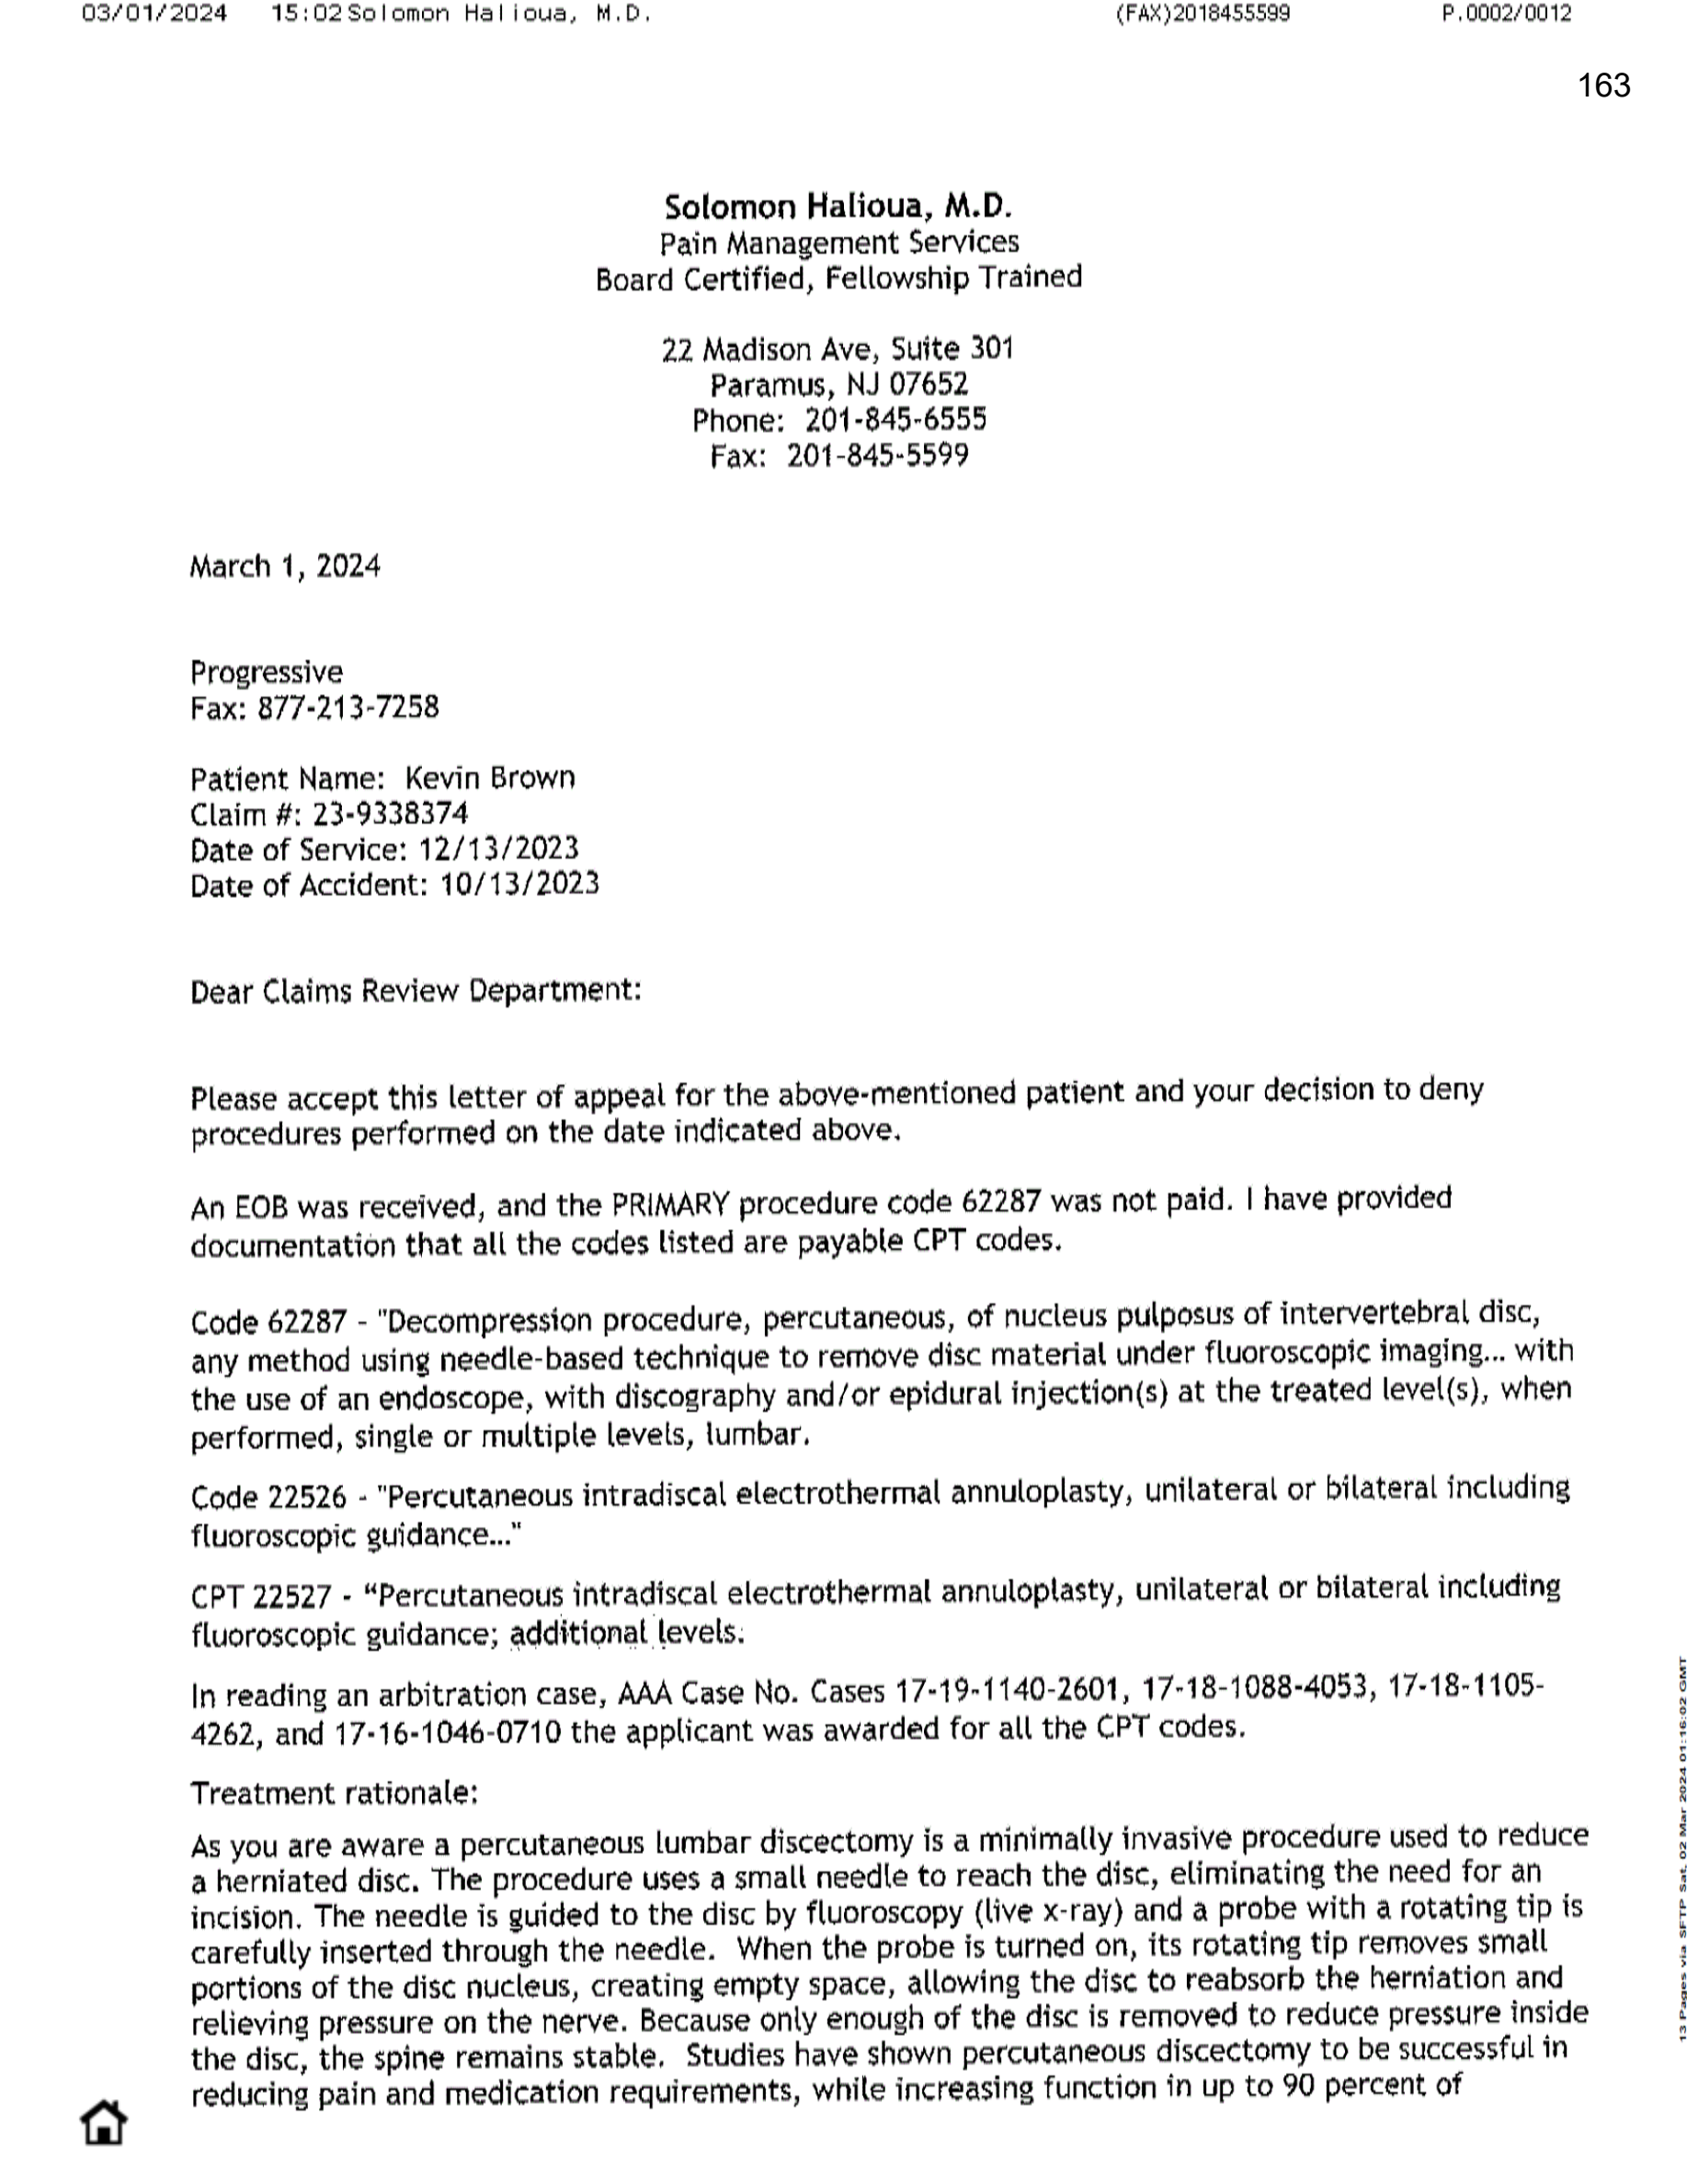 03/01/2024 15:02 Solomon Halioua, M.D. (FAX)2018455599 P.0002/0012
163
Solomon Halioua, M.D.
Pain Management Services
Board Certified, Fellowship Trained
22 Madison Ave, Suite 301
Paramus, NJ 07652
Phone: 201-845-6555
Fax: 201-845-5599
March 1, 2024
Progressive
Fax: 877-213-7258
Patient Name: Kevin Brown
Claim #: 23-9338374
Date of Service: 12/13/2023
Date of Accident: 10/13/2023
Dear Claims Review Department:
Please accept this letter of appeal for the above-mentioned patient and your decision to deny
procedures performed on the date indicated above.
An EOB was received, and the PRIMARY procedure code 62287 was not paid. I have provided
documentation that all the codes listed are payable CPT codes.
Code 62287 - "Decompression procedure, percutaneous, of nucleus pulposus of intervertebral disc,
any method using needle-based technique to remove disc material under fluoroscopic imaging... with
the use of an endoscope, with discography and/or epidural injection(s) at the treated level(s), when
performed, single or multiple levels, lumbar.
Code 22526 - "Percutaneous intradiscal electrothermal annuloplasty, unilateral or bilateral including
fluoroscopic guidance..."
CPT 22527 - “Percutaneous intradiscal electrothermal annuloplasty, unilateral or bilateral including
fluoroscopic guidance; additional levels.
In reading an arbitration case, AAA Case No. Cases 17-19-1140-2601, 17-18-1088-4053, 17-18-1105-
4262, and 17-16-1046-0710 the applicant was awarded for all the CPT codes.
Treatment rationale:
As you are aware a percutaneous lumbar discectomy is a minimally invasive procedure used to reduce
a herniated disc. The procedure uses a small needle to reach the disc, eliminating the need for an
incision. The needle is guided to the disc by fluoroscopy (live x-ray) and a probe with a rotating tip is
carefully inserted through the needle. When the probe is turned on, its rotating tip removes small
portions of the disc nucleus, creating empty space, allowing the disc to reabsorb the herniation and
relieving pressure on the nerve. Because only enough of the disc is removed to reduce pressure inside
the disc, the spine remains stable. Studies have shown percutaneous discectomy to be successful in
reducing pain and medication requirements, while increasing function in up to 90 percent of
13 Pages via SFTP Sat, 02 Mar 2024 01:16:02 GMT